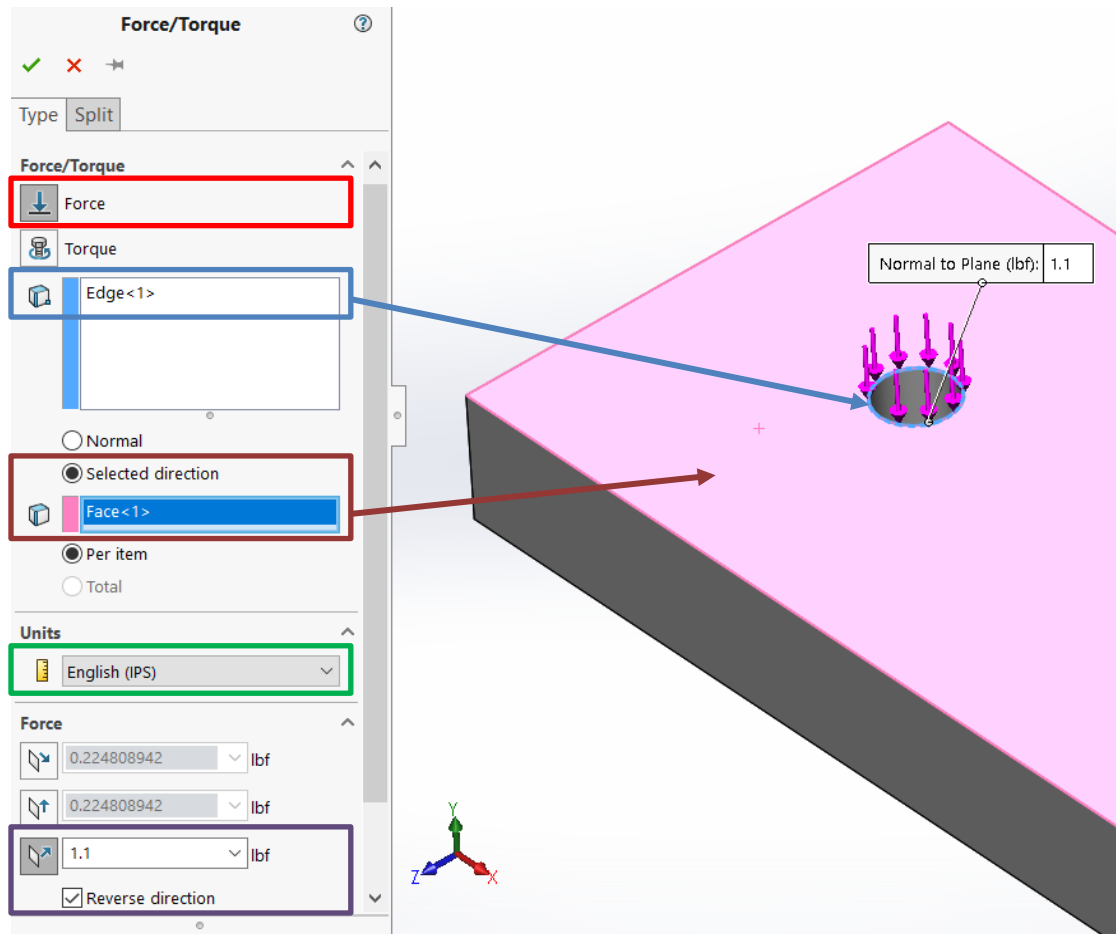 Force/Torque
Type Split
Force/Torque
Force
Torque
Edge<1>
Normal
Selected direction
Face<1>
Per item
Total
Units
English (IPS)
Force
0.224808942 lbf
0.224808942 lbf
1.1 lbf
Reverse direction
Normal to Plane (lbf): 1.1
Y
Z
X